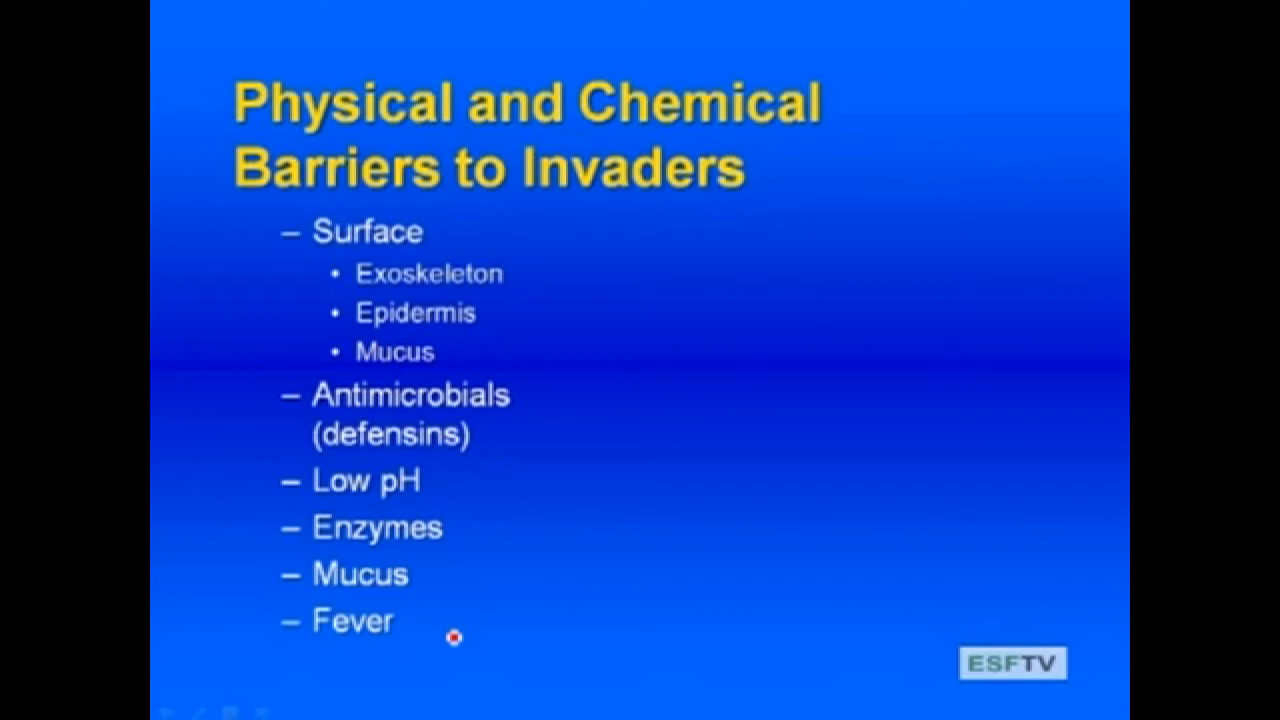 Physical and Chemical
Barriers to Invaders
– Surface
• Exoskeleton
• Epidermis
• Mucus
– Antimicrobials
(defensins)
– Low pH
– Enzymes
– Mucus
– Fever
ESFTV